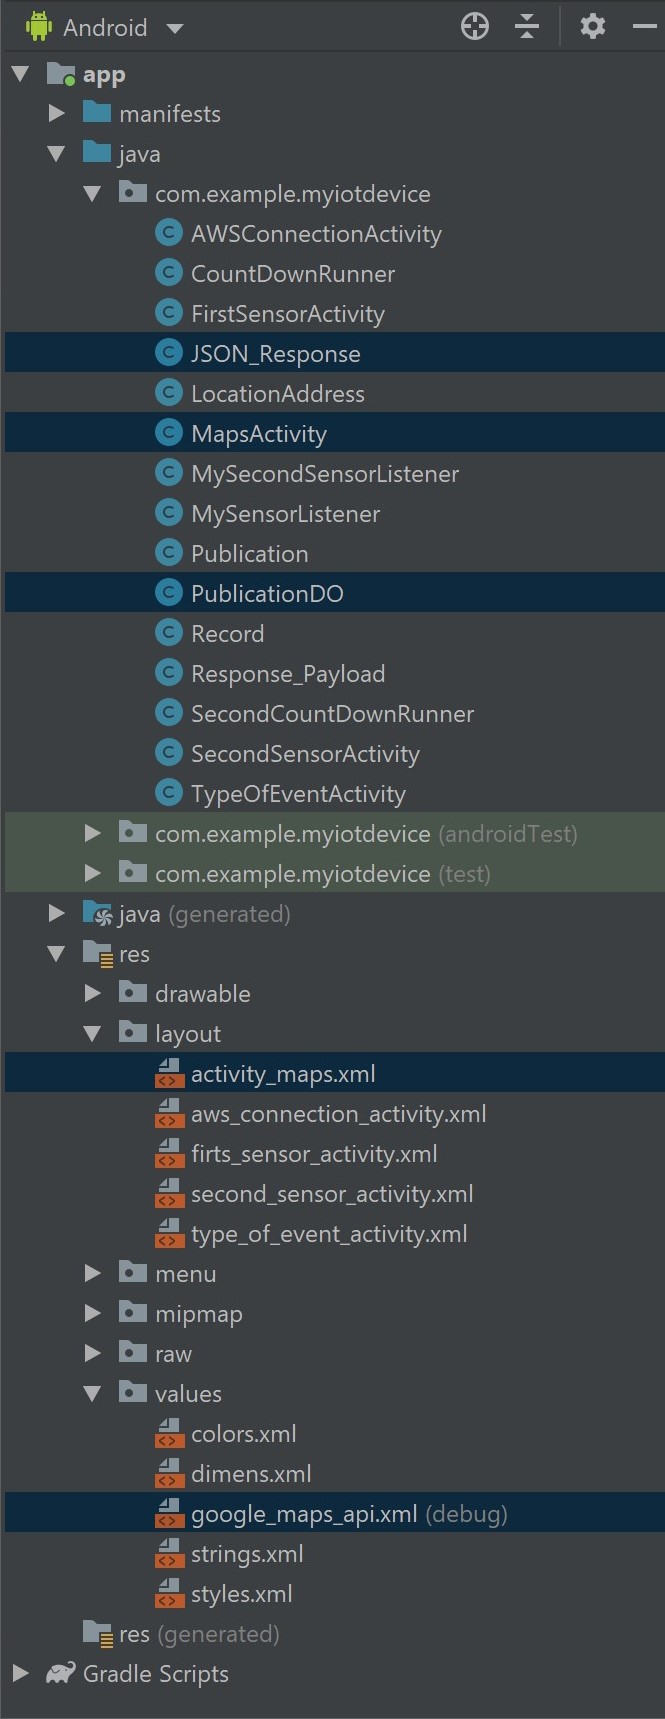 Android
app
manifests
java
com.example.myiotdevice
AWSConnectionActivity
CountDownRunner
FirstSensorActivity
JSON_Response
LocationAddress
MapsActivity
MySecondSensorListener
MySensorListener
Publication
PublicationDO
Record
Response_Payload
SecondCountDownRunner
SecondSensorActivity
TypeOfEventActivity
com.example.myiotdevice (androidTest)
com.example.myiotdevice (test)
java (generated)
res
drawable
layout
activity_maps.xml
aws_connection_activity.xml
firts_sensor_activity.xml
second_sensor_activity.xml
type_of_event_activity.xml
menu
mipmap
raw
values
colors.xml
dimens.xml
google_maps_api.xml (debug)
strings.xml
styles.xml
res (generated)
Gradle Scripts